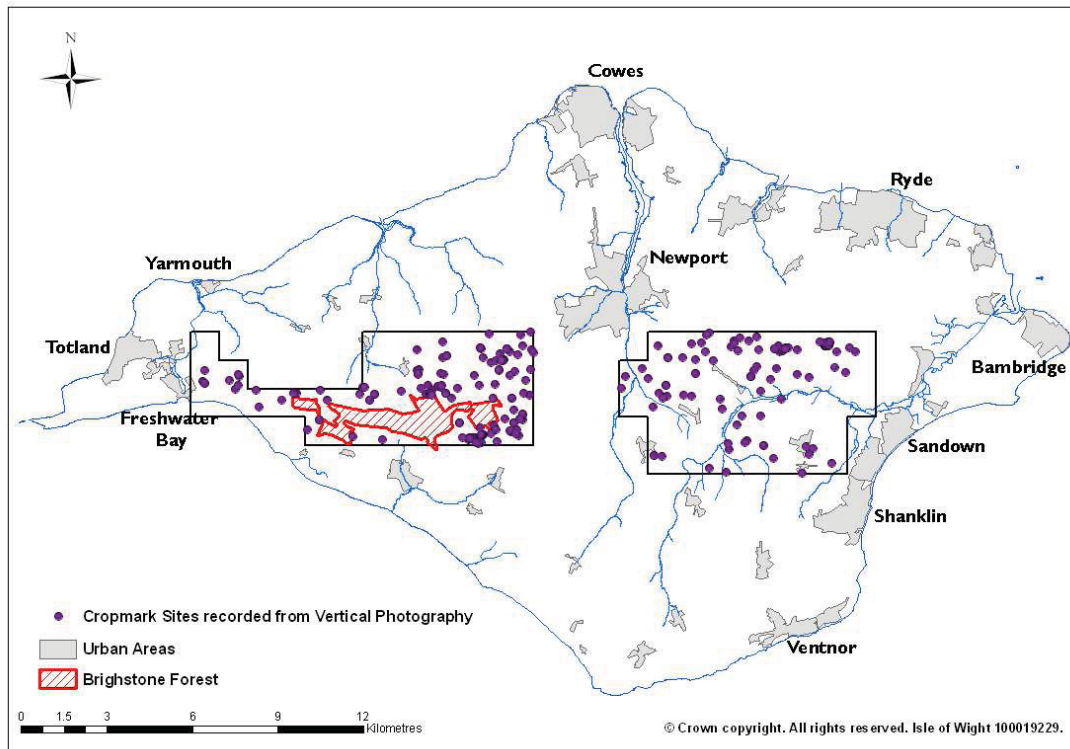 N
Cowes
Ryde
Newport
Yarmouth
Totland
Bambridge
Freshwater
Bay
Sandown
Shanklin
Cropmark Sites recorded from Vertical Photography
Urban Areas
Ventnor
Brighstone Forest
0 1.5 3 6 9 12
Kilometres
© Crown copyright. All rights reserved. Isle of Wight 100019229.